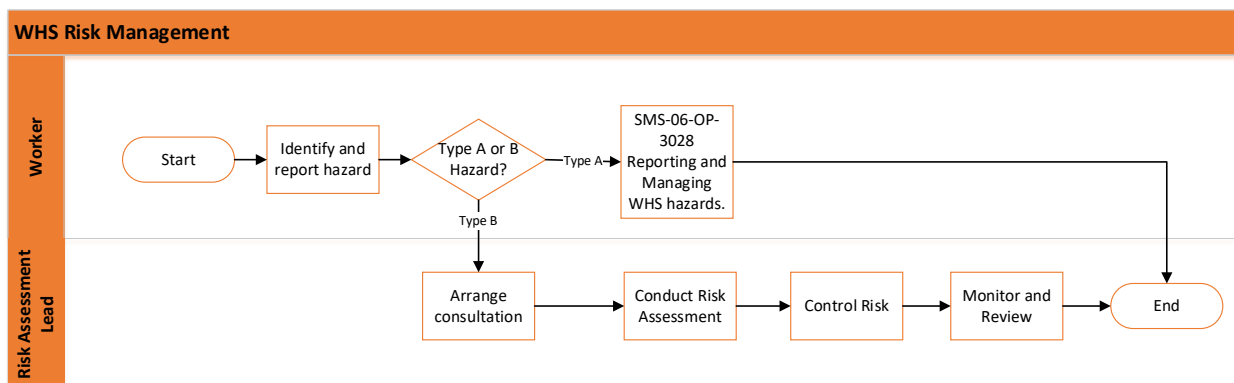 WHS Risk Management
Worker
Start
Identify and
report hazard
Type A or B
Hazard?
Type A
SMS-06-OP-
3028
Reporting and
Managing
WHS hazards.
Type B
Risk Assessment
Lead
Arrange
consultation
Conduct Risk
Assessment
Control Risk
Monitor and
Review
End